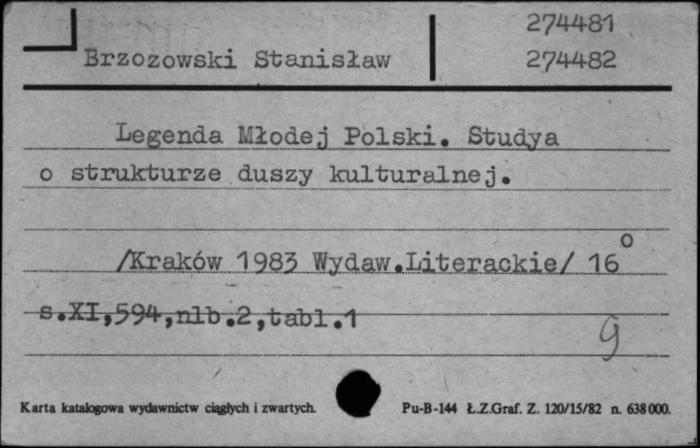 274481
Brzozowski Stanisław 274482
Legenda Młodej Polski. Studya
o strukturze duszy kulturalnej.
/Kraków 1983 Wydaw.Literackie/ 16°
s.XI,594,nlb.2,tabl.1
g
Karta katalogowa wydawnictw ciągłych i zwartych. Pu-B-144 Ł.Z.Graf. Z. 120/15/82 n. 638000.